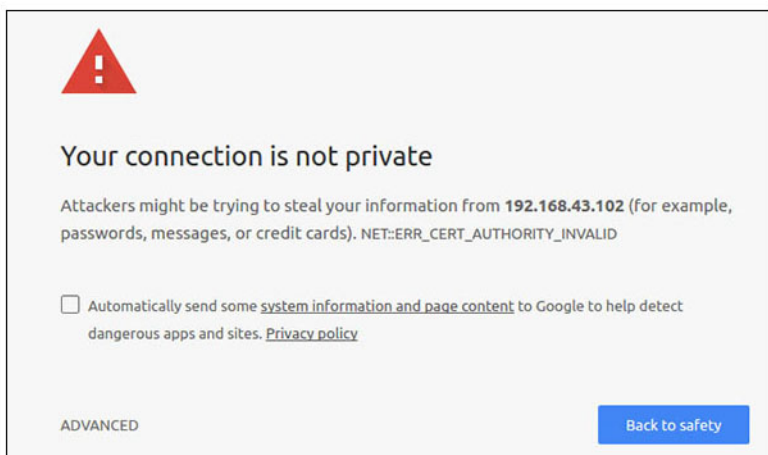 !
Your connection is not private
Attackers might be trying to steal your information from 192.168.43.102 (for example,
passwords, messages, or credit cards). NET::ERR_CERT_AUTHORITY_INVALID
Automatically send some system information and page content to Google to help detect
dangerous apps and sites. Privacy policy
ADVANCED
Back to safety